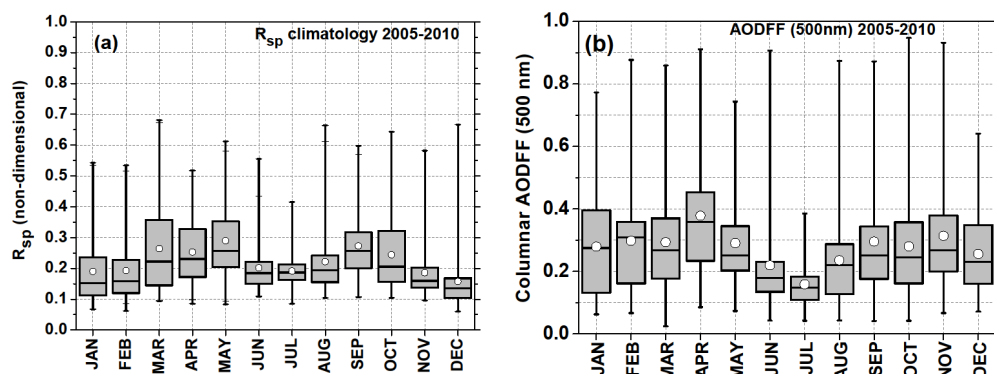 (a)
R_sp climatology 2005-2010
R_sp (non-dimensional)
1.0
0.9
0.8
0.7
0.6
0.5
0.4
0.3
0.2
0.1
0.0
JAN
FEB
MAR
APR
MAY
JUN
JUL
AUG
SEP
OCT
NOV
DEC
(b)
AODFF (500nm) 2005-2010
Columnar AODFF (500 nm)
1.0
0.8
0.6
0.4
0.2
0.0
JAN
FEB
MAR
APR
MAY
JUN
JUL
AUG
SEP
OCT
NOV
DEC